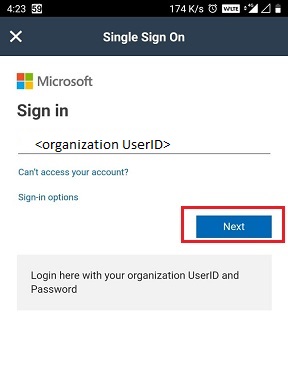 4:23 59 174 K/s VoLTE
Single Sign On
Microsoft
Sign in
<organization UserID>
Can't access your account?
Sign-in options
Next
Login here with your organization UserID and
Password